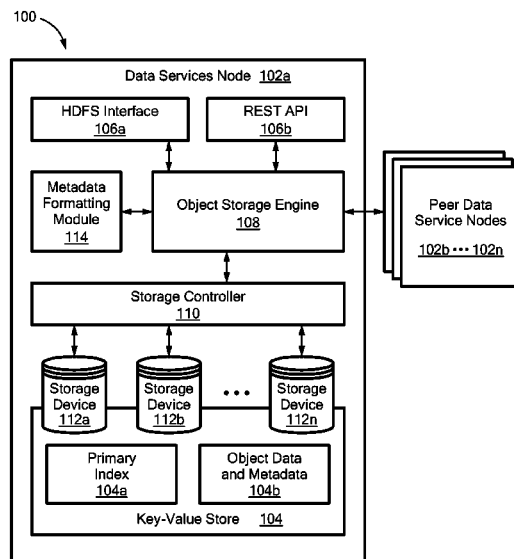 100
Data Services Node 102a
HDFS Interface
106a
REST API
106b
Metadata
Formatting
Module
114
Object Storage Engine
108
Peer Data
Service Nodes
102b ••• 102n
Storage Controller
110
Storage
Device
112a
Storage
Device
112b
•••
Storage
Device
112n
Primary
Index
104a
Object Data
and Metadata
104b
Key-Value Store 104